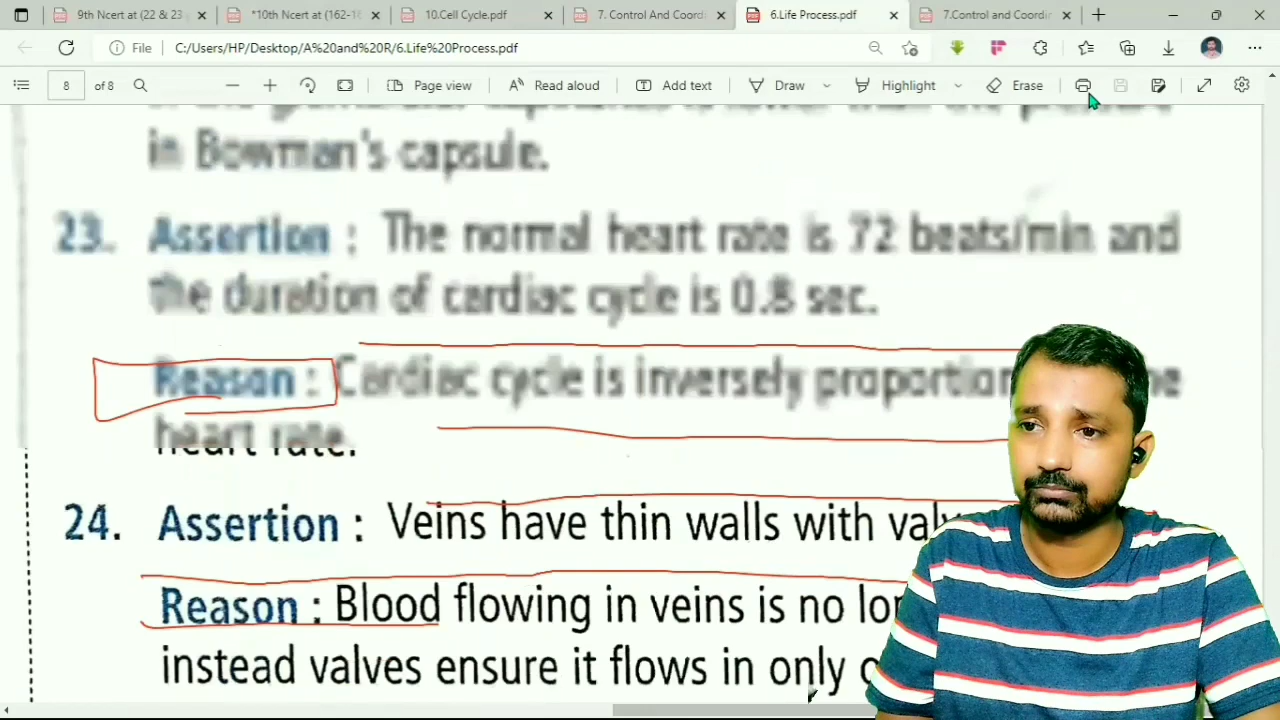 9th Ncert at (22 & 23
*10th Ncert at (162-16
10.Cell Cycle.pdf
7. Control And Coordi
6.Life Process.pdf
7.Control and Coordin
File
C:/Users/HP/Desktop/A%20and%20R/6.Life%20Process.pdf
8 of 8
Page view
Read aloud
Add text
Draw
Highlight
Erase
in Bowman's capsule.
23. Assertion : The normal heart rate is 72 beats/min and
the duration of cardiac cycle is 0.8 sec.
Reason : Cardiac cycle is inversely proportion
heart rate.
24. Assertion : Veins have thin walls with val
Reason : Blood flowing in veins is no lon
instead valves ensure it flows in only o